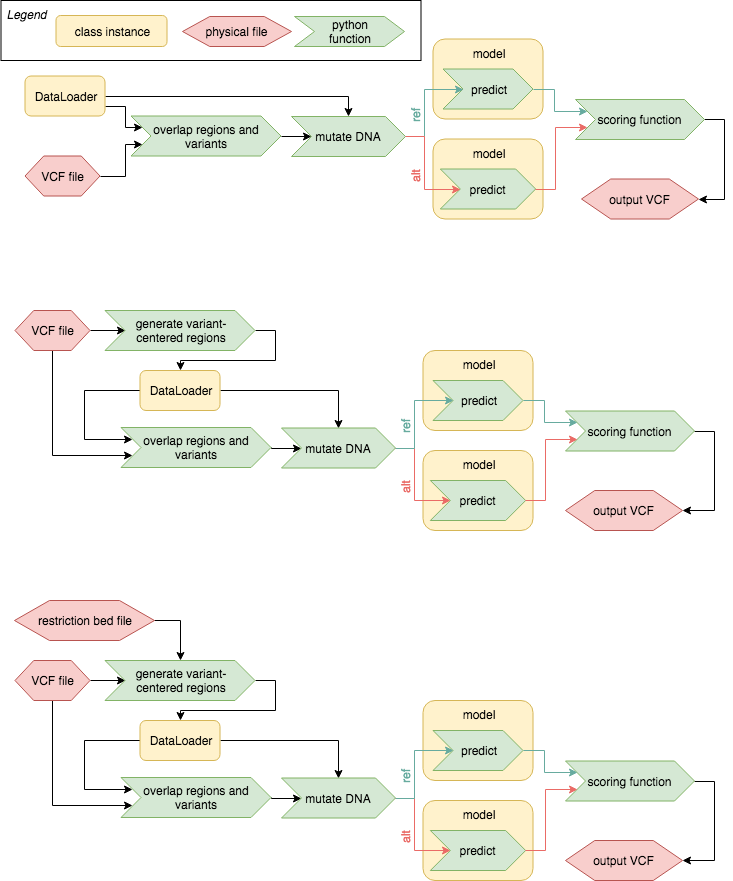 Legend
class instance
physical file
python
function
DataLoader
VCF file
overlap regions and
variants
mutate DNA
ref
alt
model
predict
model
predict
scoring function
output VCF
VCF file
generate variant-
centered regions
DataLoader
overlap regions and
variants
mutate DNA
ref
alt
model
predict
model
predict
scoring function
output VCF
restriction bed file
VCF file
generate variant-
centered regions
DataLoader
overlap regions and
variants
mutate DNA
ref
alt
model
predict
model
predict
scoring function
output VCF